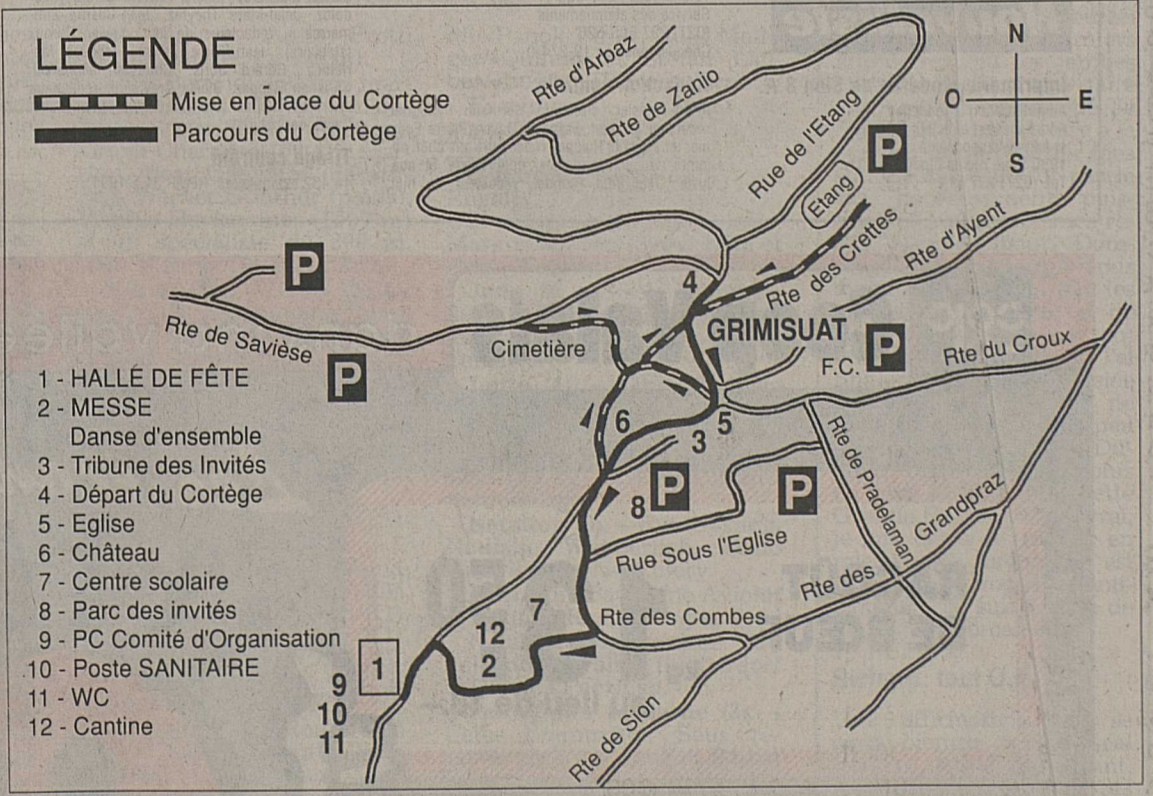 LÉGENDE
Mise en place du Cortège
Parcours du Cortège
1 - HALLE DE FÊTE
2 - MESSE
Danse d'ensemble
3 - Tribune des Invités
4 - Départ du Cortège
5 - Eglise
6 - Château
7 - Centre scolaire
8 - Parc des invités
9 - PC Comité d'Organisation
10 - Poste SANITAIRE
11 - WC
12 - Cantine
N
O
E
S
Rte d'Arbaz
Rte de Zanio
Rue de l'Etang
P
Etang
Rte des Crettes
Rte d'Ayent
P
Rte de Savièse
P
Cimetière
4
GRIMISUAT
F.C.
P
Rte du Croux
6
5
3
P
8
P
Rte de Pradelaman
Rue Sous l'Eglise
Rte des Grandpraz
7
Rte des Combes
12
2
1
9
10
11
Rte de Sion